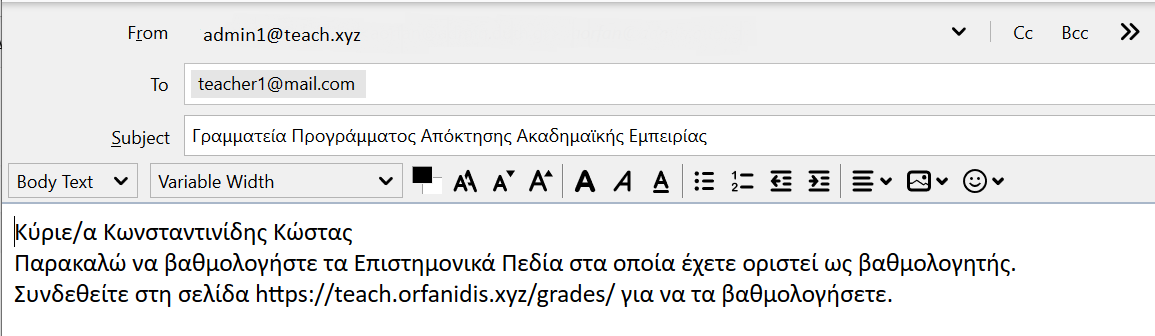 From admin1@teach.xyz Cc Bcc
To teacher1@mail.com
Subject Γραμματεία Προγράμματος Απόκτησης Ακαδημαϊκής Εμπειρίας
Body Text Variable Width
Κύριε/α Κωνσταντινίδης Κώστας
Παρακαλώ να βαθμολογήστε τα Επιστημονικά Πεδία στα οποία έχετε οριστεί ως βαθμολογητής.
Συνδεθείτε στη σελίδα https://teach.orfanidis.xyz/grades/ για να τα βαθμολογήσετε.